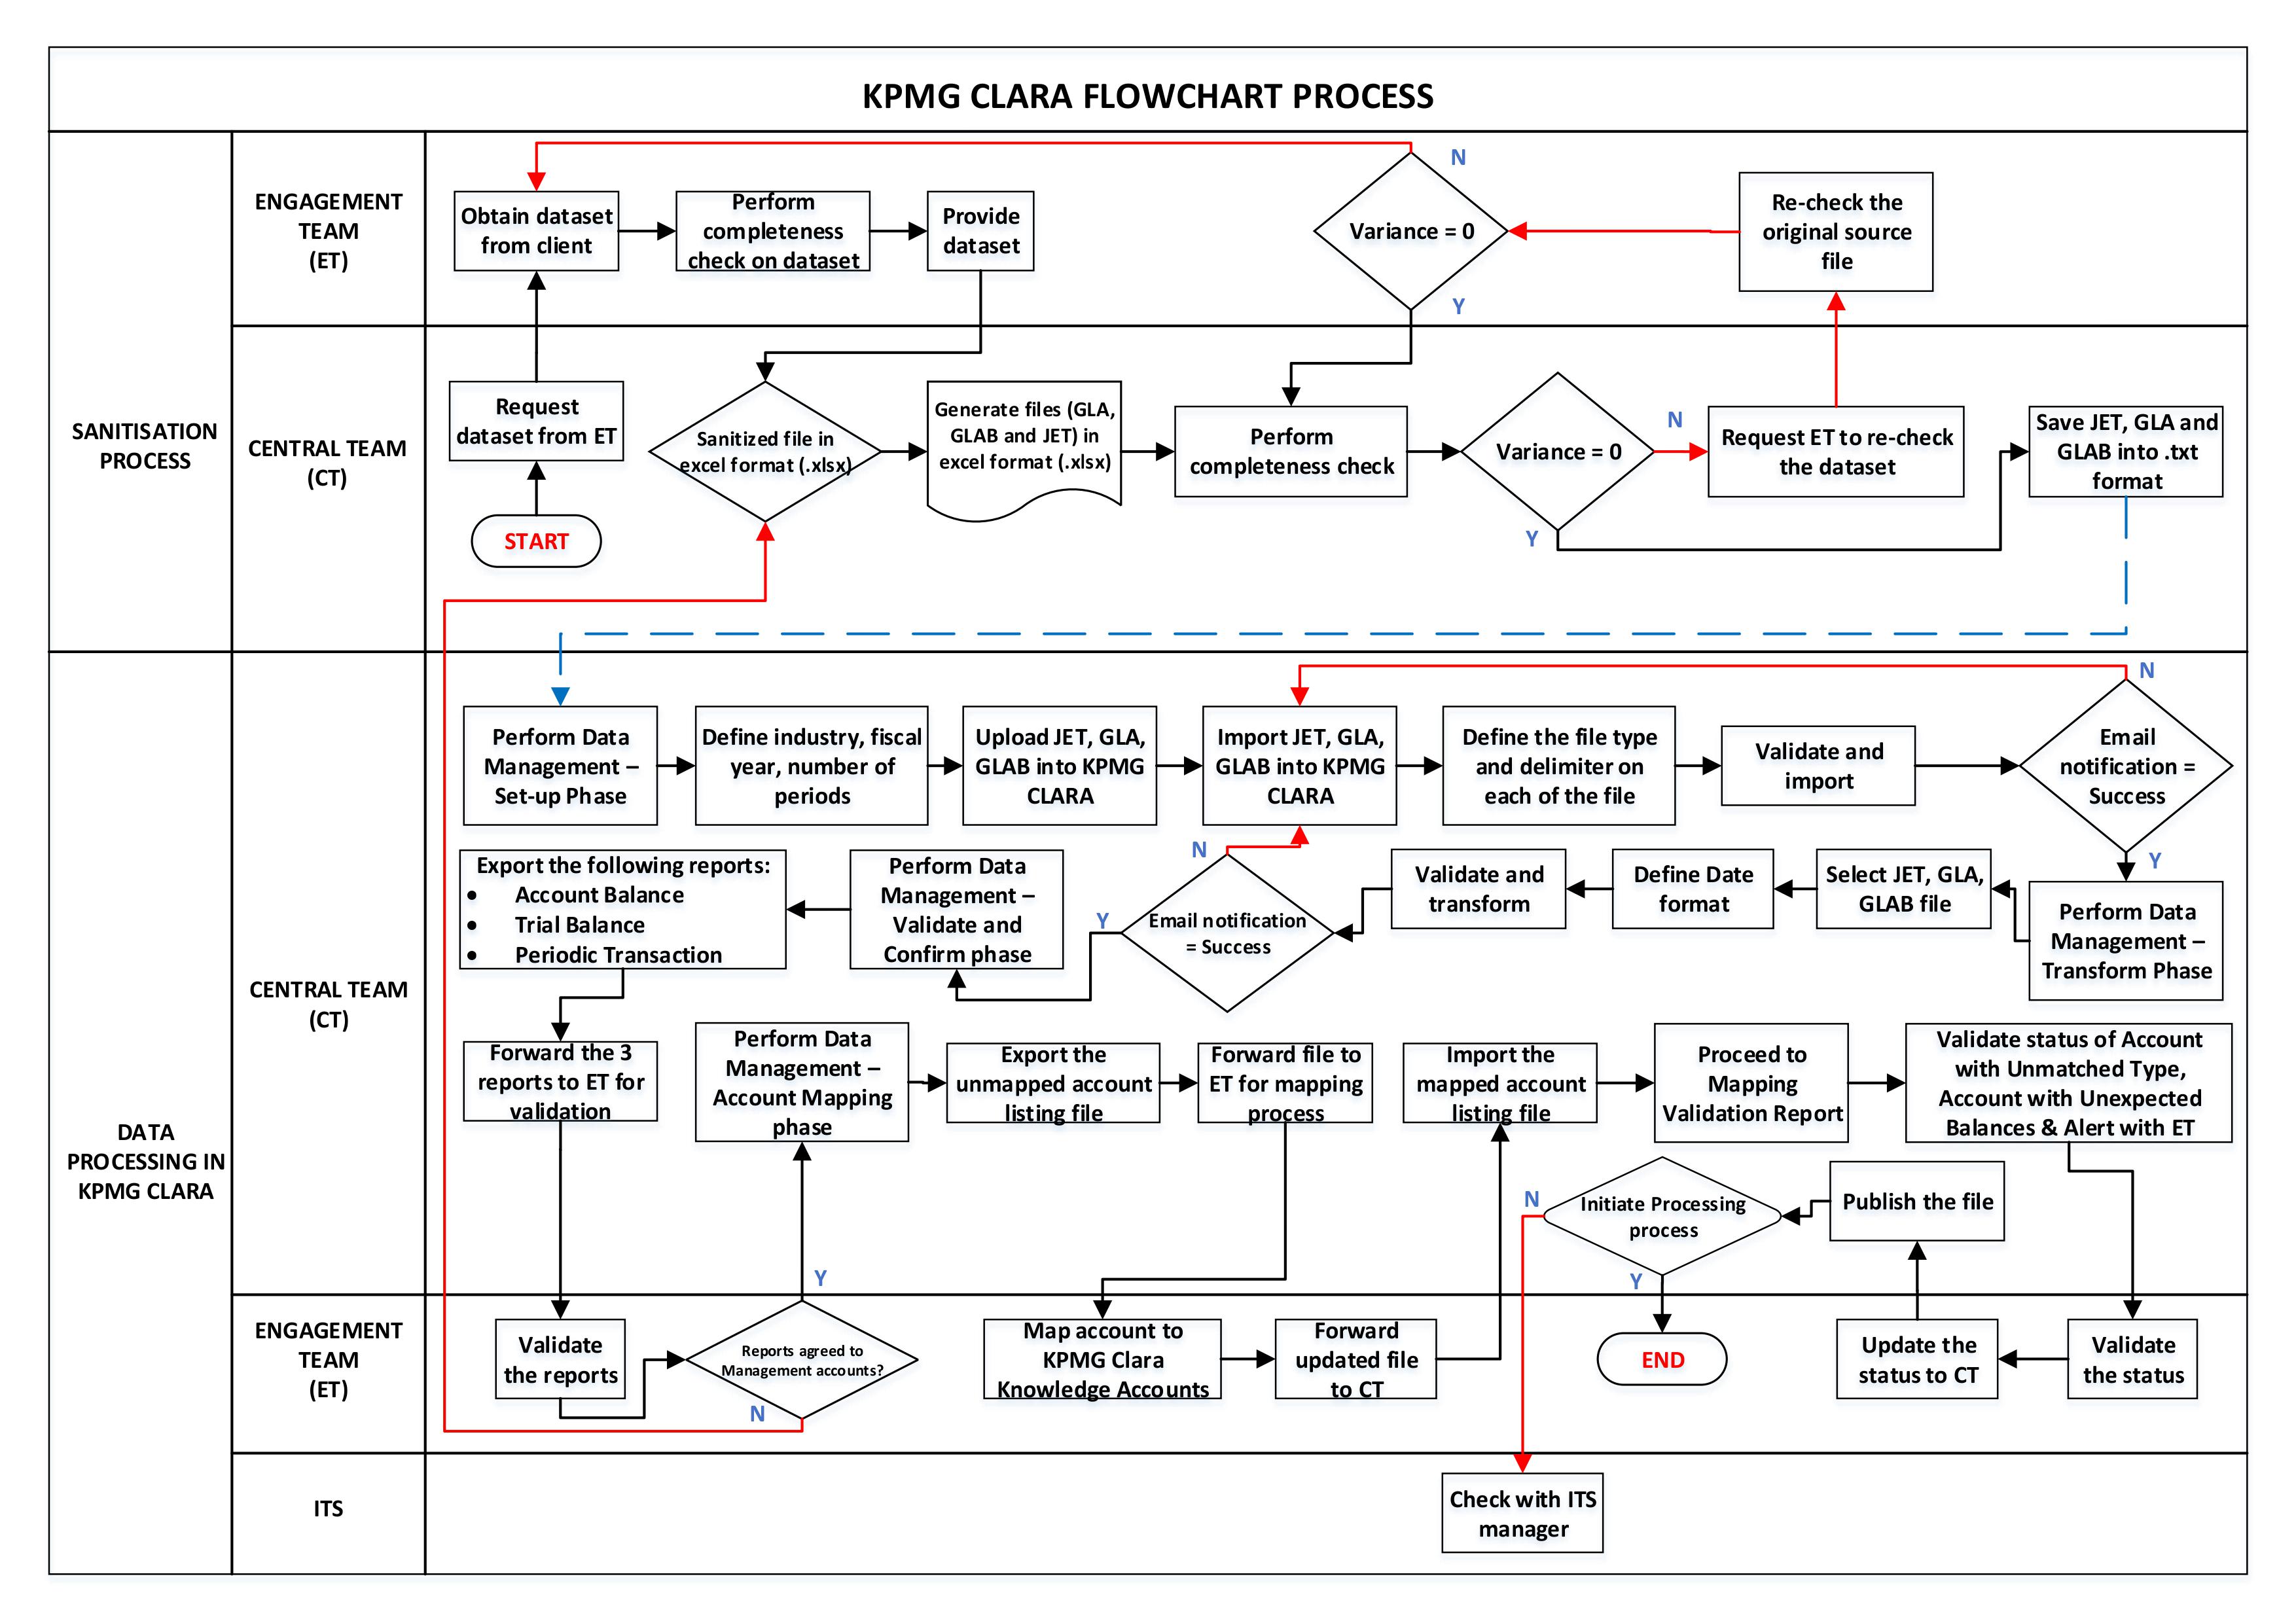 KPMG CLARA FLOWCHART PROCESS
SANITISATION
PROCESS
ENGAGEMENT
TEAM
(ET)
Obtain dataset
from client
Perform
completeness
check on dataset
Provide
dataset
Variance = 0
N
Y
Re-check the
original source
file
CENTRAL TEAM
(CT)
Request
dataset from ET
START
Sanitized file in
excel format (.xlsx)
Generate files (GLA,
GLAB and JET) in
excel format (.xlsx)
Perform
completeness check
Variance = 0
N
Y
Request ET to re-check
the dataset
Save JET, GLA and
GLAB into .txt
format
DATA
PROCESSING IN
KPMG CLARA
CENTRAL TEAM
(CT)
Perform Data
Management –
Set-up Phase
Define industry, fiscal
year, number of
periods
Upload JET, GLA,
GLAB into KPMG
CLARA
Import JET, GLA,
GLAB into KPMG
CLARA
Define the file type
and delimiter on
each of the file
Validate and
import
Email
notification =
Success
N
Y
Perform Data
Management –
Transform Phase
Select JET, GLA,
GLAB file
Define Date
format
Validate and
transform
Email notification
= Success
N
Y
Perform Data
Management –
Validate and
Confirm phase
Export the following reports:
• Account Balance
• Trial Balance
• Periodic Transaction
Forward the 3
reports to ET for
validation
Perform Data
Management –
Account Mapping
phase
Export the
unmapped account
listing file
Forward file to
ET for mapping
process
Import the
mapped account
listing file
Proceed to
Mapping
Validation Report
Validate status of Account
with Unmatched Type,
Account with Unexpected
Balances & Alert with ET
Publish the file
Initiate Processing
process
N
Y
ENGAGEMENT
TEAM
(ET)
Validate
the reports
Reports agreed to
Management accounts?
Y
N
Map account to
KPMG Clara
Knowledge Accounts
Forward
updated file
to CT
END
Update the
status to CT
Validate
the status
ITS
Check with ITS
manager